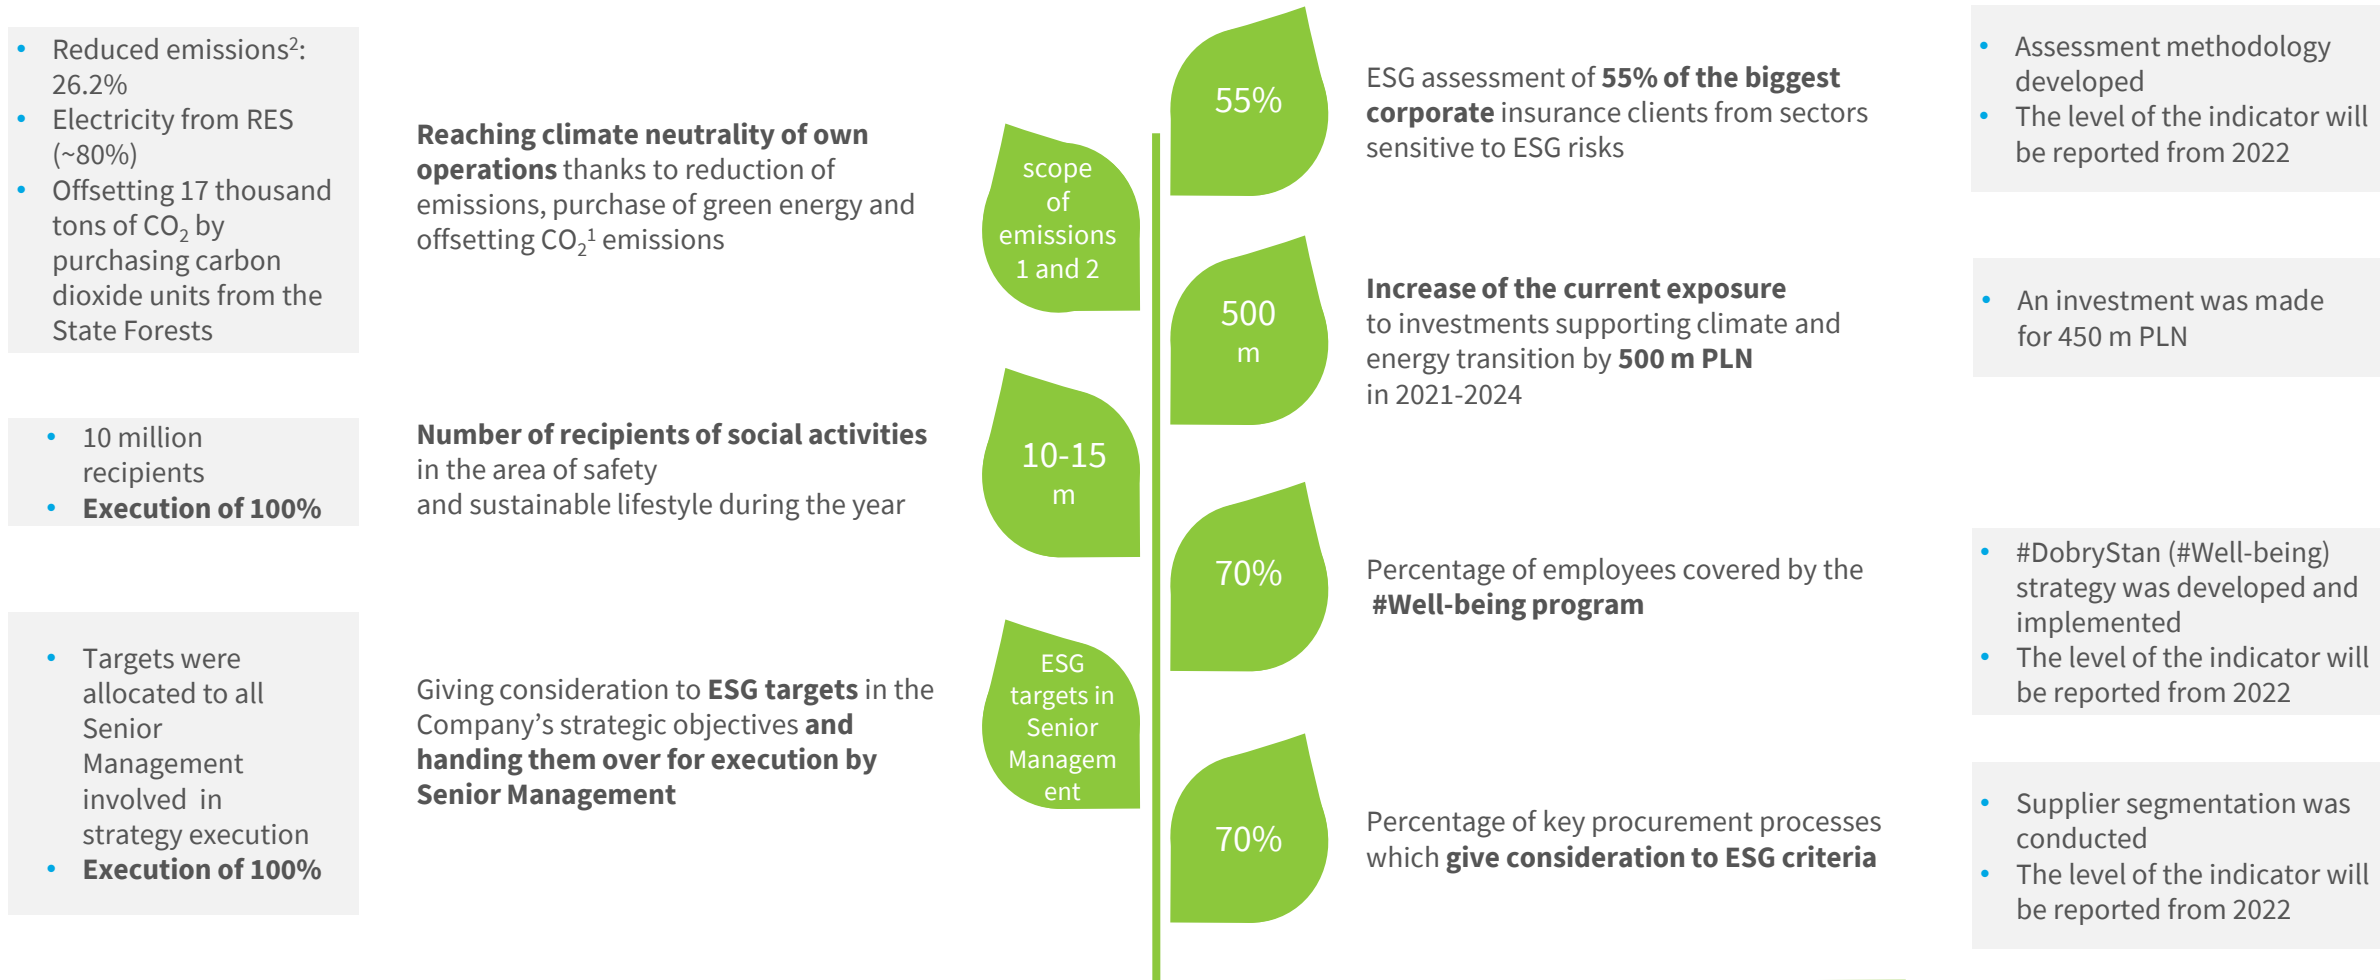 • Reduced emissions²:
26.2%
• Electricity from RES
(~80%)
• Offsetting 17 thousand
tons of CO₂ by
purchasing carbon
dioxide units from the
State Forests
Reaching climate neutrality of own
operations thanks to reduction of
emissions, purchase of green energy and
offsetting CO₂¹ emissions
scope
of
emissions
1 and 2
• 10 million
recipients
• Execution of 100%
Number of recipients of social activities
in the area of safety
and sustainable lifestyle during the year
10-15
m
• Targets were
allocated to all
Senior
Management
involved in
strategy execution
• Execution of 100%
Giving consideration to ESG targets in the
Company’s strategic objectives and
handing them over for execution by
Senior Management
ESG
targets in
Senior
Managem
ent
55%
ESG assessment of 55% of the biggest
corporate insurance clients from sectors
sensitive to ESG risks
• Assessment methodology
developed
• The level of the indicator will
be reported from 2022
500
m
Increase of the current exposure
to investments supporting climate and
energy transition by 500 m PLN
in 2021-2024
• An investment was made
for 450 m PLN
70%
Percentage of employees covered by the
#Well-being program
• #DobryStan (#Well-being)
strategy was developed and
implemented
• The level of the indicator will
be reported from 2022
70%
Percentage of key procurement processes
which give consideration to ESG criteria
• Supplier segmentation was
conducted
• The level of the indicator will
be reported from 2022